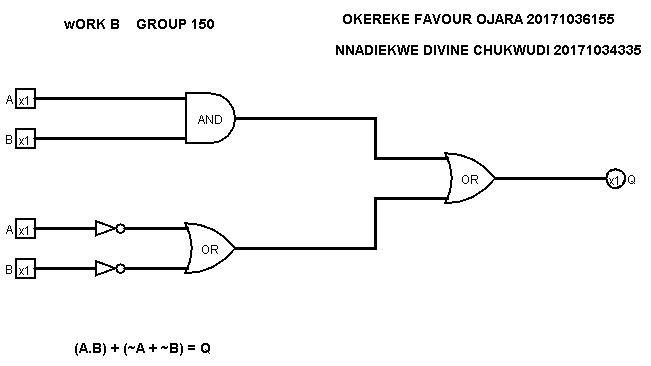 wORK B    GROUP 150
OKEREKE FAVOUR OJARA 20171036155
NNADIEKWE DIVINE CHUKWUDI 20171034335
A x1
AND
B x1
OR
x1 Q
A x1
OR
B x1
(A.B) + (~A + ~B) = Q